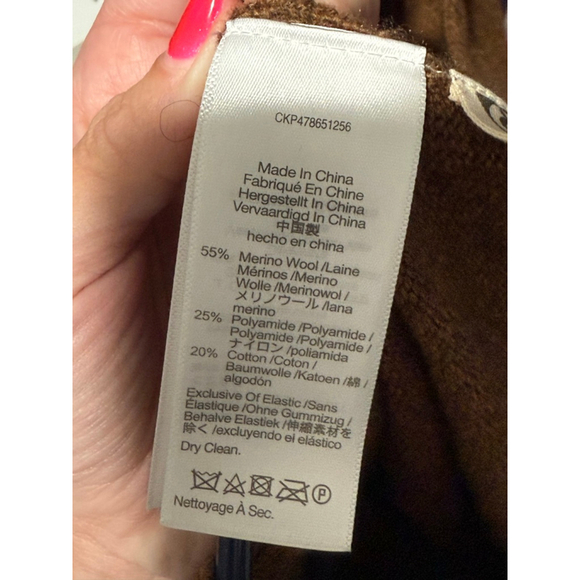 CKP478651256
Made In China
Fabriqué En Chine
Hergestellt In China
Vervaardigd In China
中国製
hecho en china
55% Merino Wool /Laine
Mérinos /Merino
Wolle /Merinowol /
メリノウール /lana
merino
25% Polyamide /Polyamide /
Polyamide /Polyamide /
ナイロン /poliamida
20% Cotton /Coton /
Baumwolle /Katoen /綿 /
algodón
Exclusive Of Elastic /Sans
Élastique /Ohne Gummizug /
Behalve Elastiek /伸縮素材を
除く /excluyendo el elástico
Dry Clean.
P
Nettoyage À Sec.